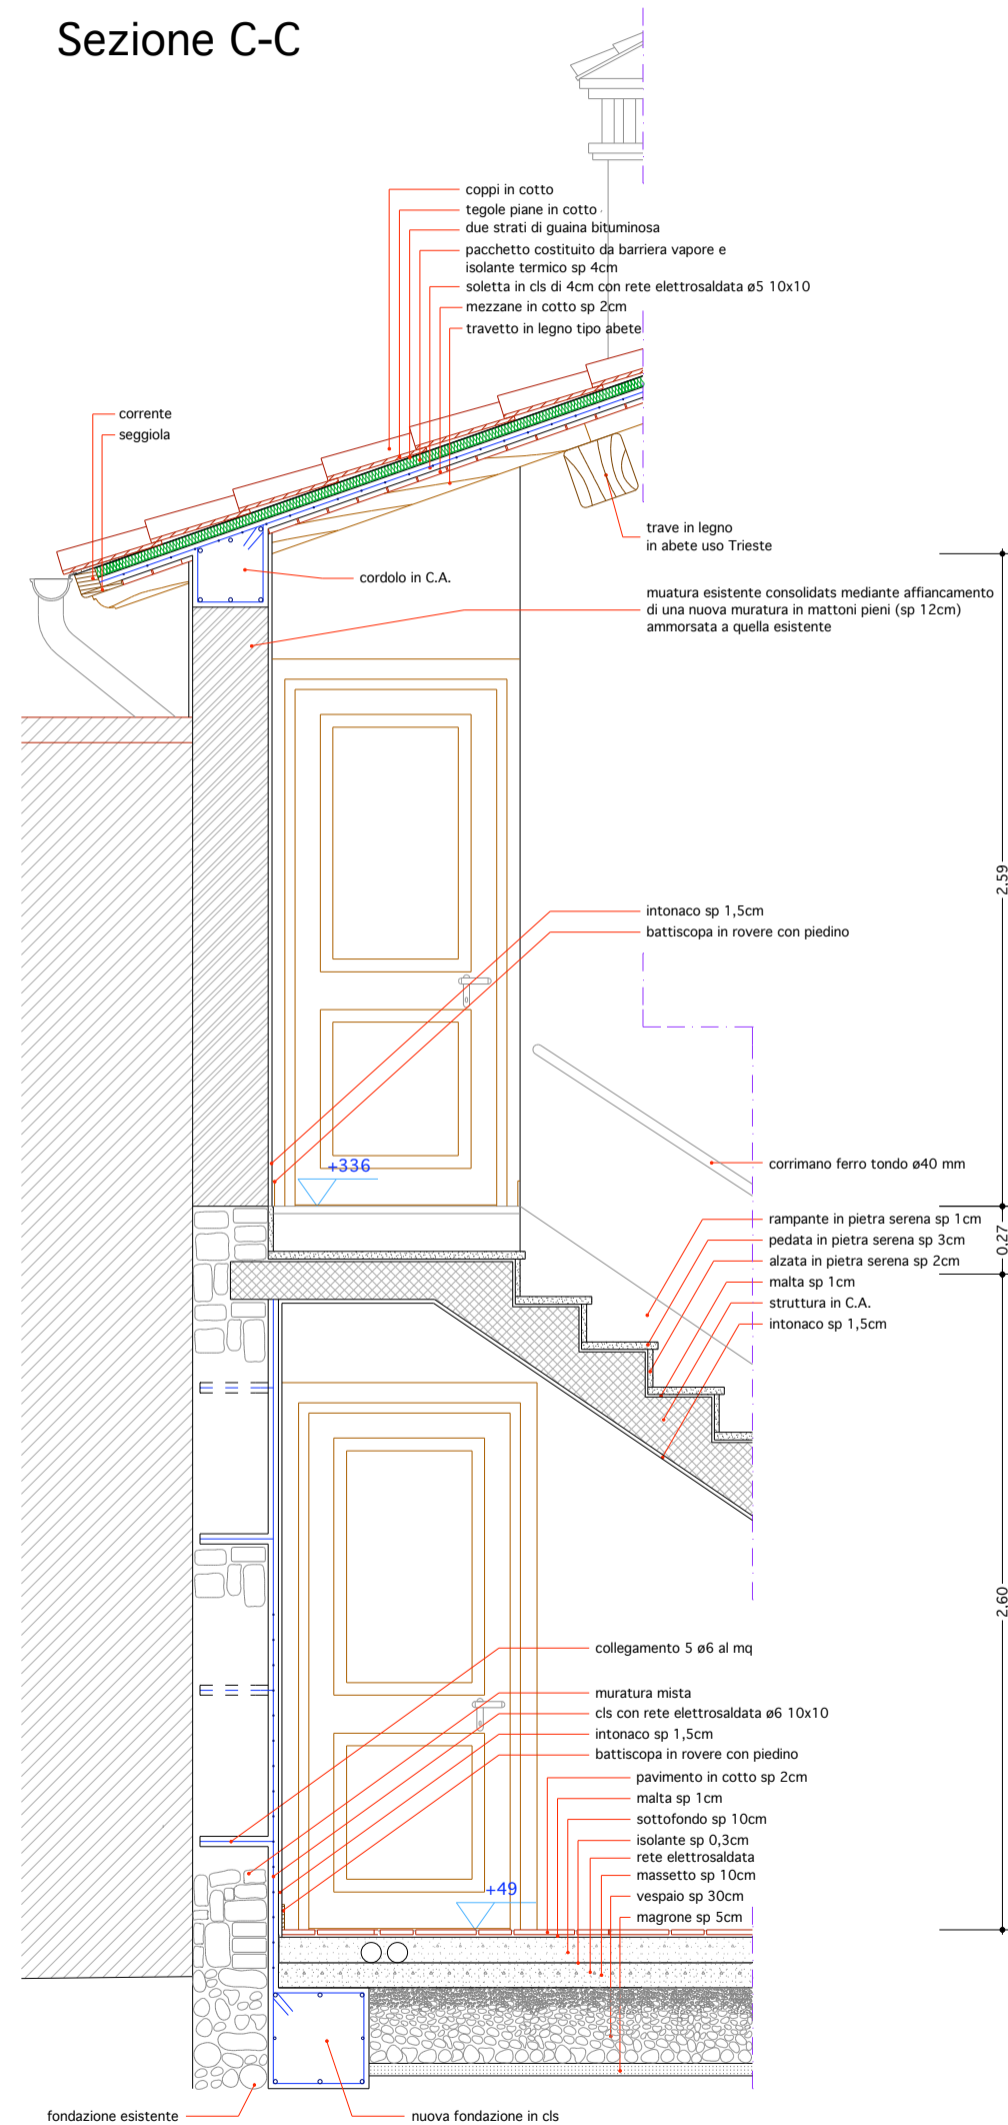 Sezione C-C
coppi in cotto
tegole piane in cotto
due strati di guaina bituminosa
pacchetto costituito da barriera vapore e
isolante termico sp 4cm
soletta in cls di 4cm con rete elettrosaldata ø5 10x10
mezzane in cotto sp 2cm
travetto in legno tipo abete
corrente
seggiola
trave in legno
in abete uso Trieste
cordolo in C.A.
muatura esistente consolidats mediante affiancamento
di una nuova muratura in mattoni pieni (sp 12cm)
ammorsata a quella esistente
2,59
intonaco sp 1,5cm
battiscopa in rovere con piedino
+336
corrimano ferro tondo ø40 mm
rampante in pietra serena sp 1cm
pedata in pietra serena sp 3cm
alzata in pietra serena sp 2cm
malta sp 1cm
struttura in C.A.
intonaco sp 1,5cm
0,27
2,60
collegamento 5 ø6 al mq
muratura mista
cls con rete elettrosaldata ø6 10x10
intonaco sp 1,5cm
battiscopa in rovere con piedino
pavimento in cotto sp 2cm
malta sp 1cm
sottofondo sp 10cm
isolante sp 0,3cm
rete elettrosaldata
massetto sp 10cm
vespaio sp 30cm
magrone sp 5cm
+49
fondazione esistente
nuova fondazione in cls